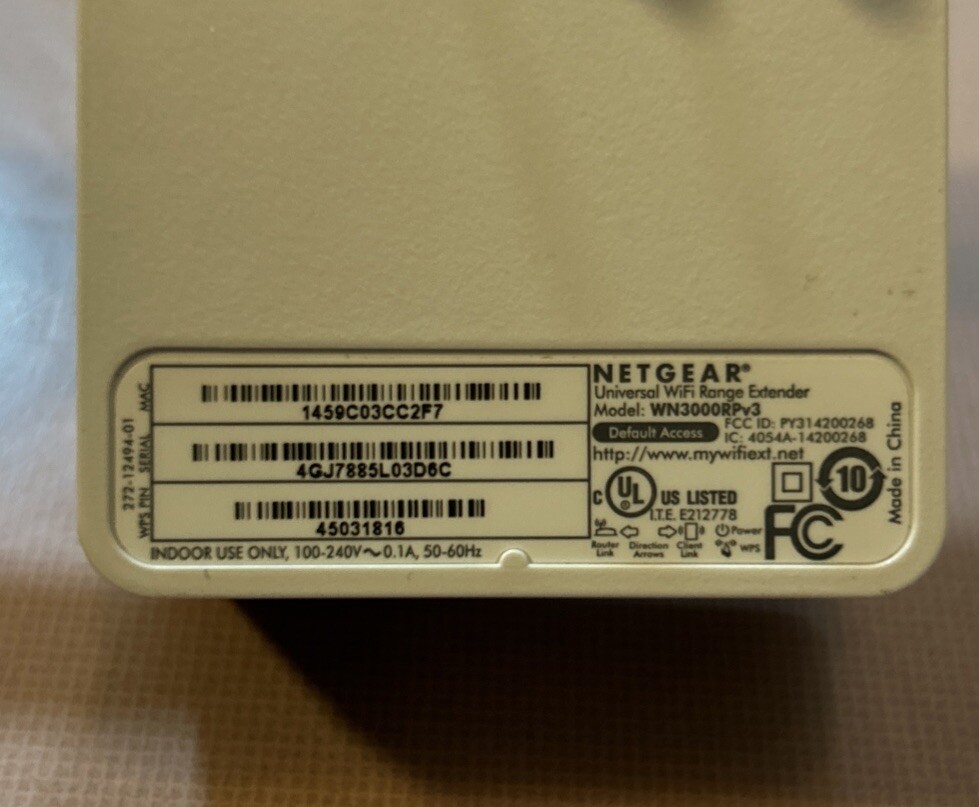 MAC
1459C03CC2F7
SERIAL
4GJ7885L03D6C
WPS PIN
45031816
272-12494-01
INDOOR USE ONLY, 100-240V~0.1A, 50-60Hz
NETGEAR®
Universal WiFi Range Extender
Model: WN3000RPv3
Default Access
FCC ID: PY314200268
IC: 4054A-14200268
http://www.mywifiext.net
C UL ® US LISTED
I.T.E. E212778
10
FC
Router Link
Direction Arrows
Client Link
Power
WPS
Made in China